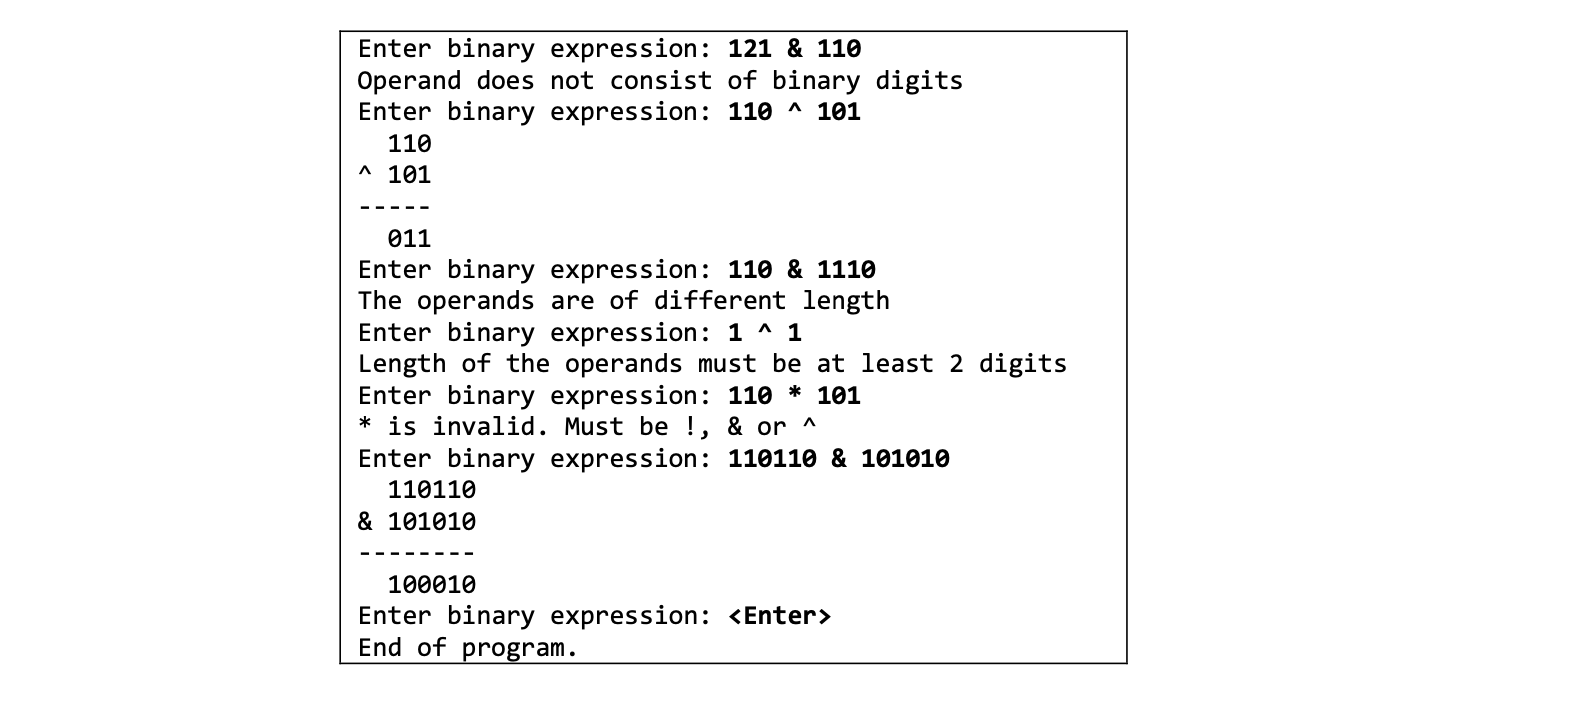 Enter binary expression: 121 & 110
Operand does not consist of binary digits
Enter binary expression: 110 ^ 101
  110
^ 101
-----
  011
Enter binary expression: 110 & 1110
The operands are of different length
Enter binary expression: 1 ^ 1
Length of the operands must be at least 2 digits
Enter binary expression: 110 * 101
* is invalid. Must be !, & or ^
Enter binary expression: 110110 & 101010
  110110
& 101010
--------
  100010
Enter binary expression: <Enter>
End of program.